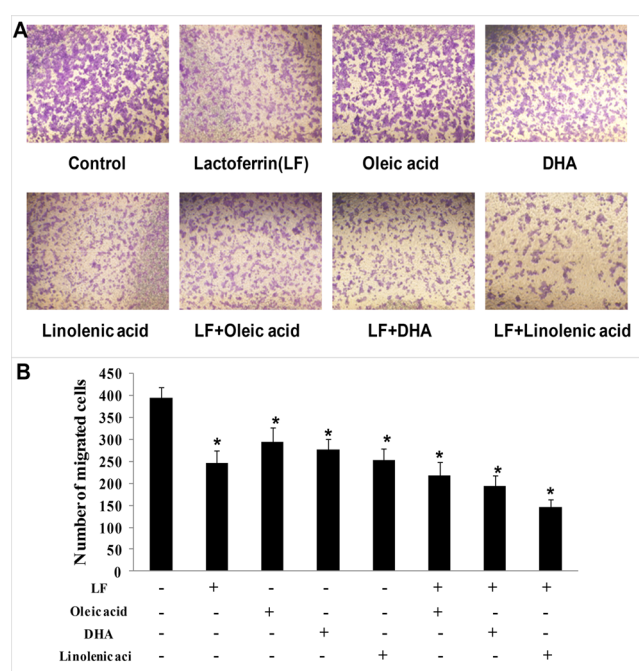 A
Control Lactoferrin(LF) Oleic acid DHA
Linolenic acid LF+Oleic acid LF+DHA LF+Linolenic acid
B
Number of migrated cells
450
400
350
300
250
200
150
100
50
0
* * * * * * *
LF - + - - - + + +
Oleic acid - - + - - + - -
DHA - - - + - - + -
Linolenic aci - - - - + - - +